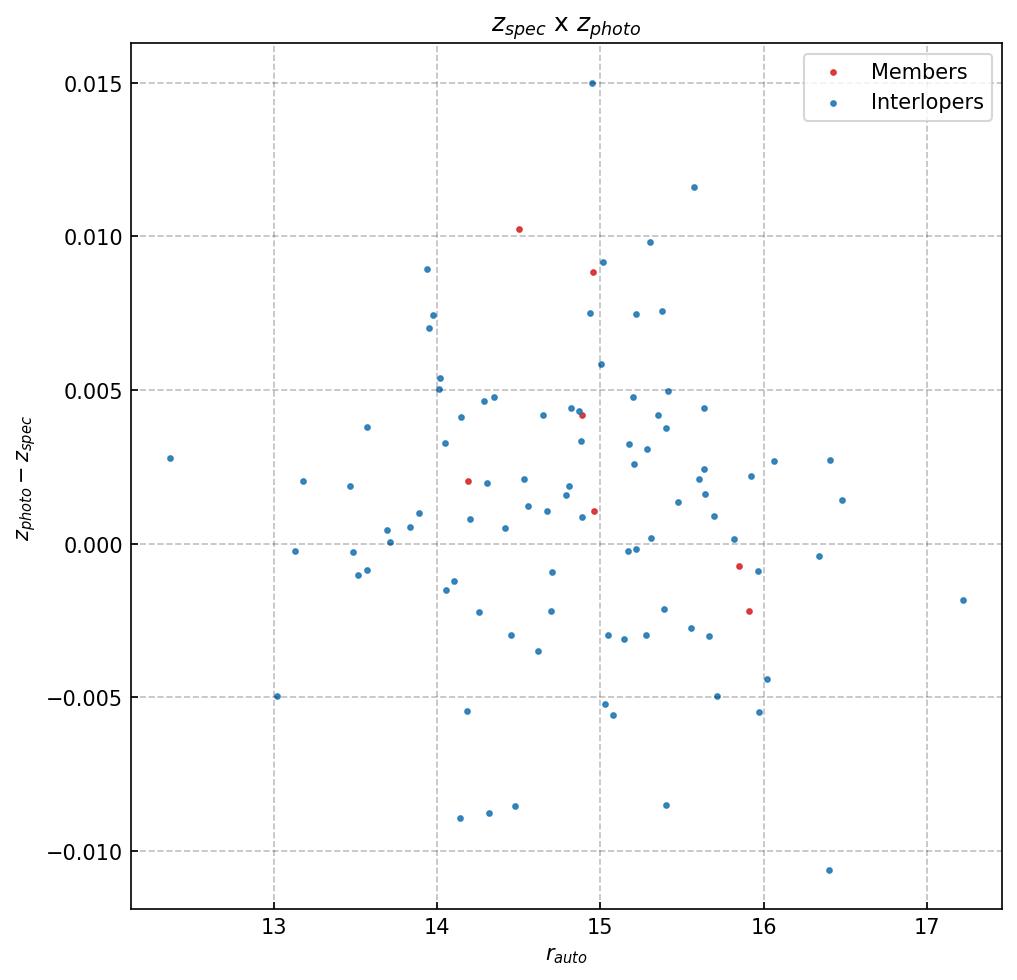 z_spec x z_photo
Members
Interlopers
0.015
0.010
0.005
0.000
−0.005
−0.010
z_photo − z_spec
13 14 15 16 17
r_auto